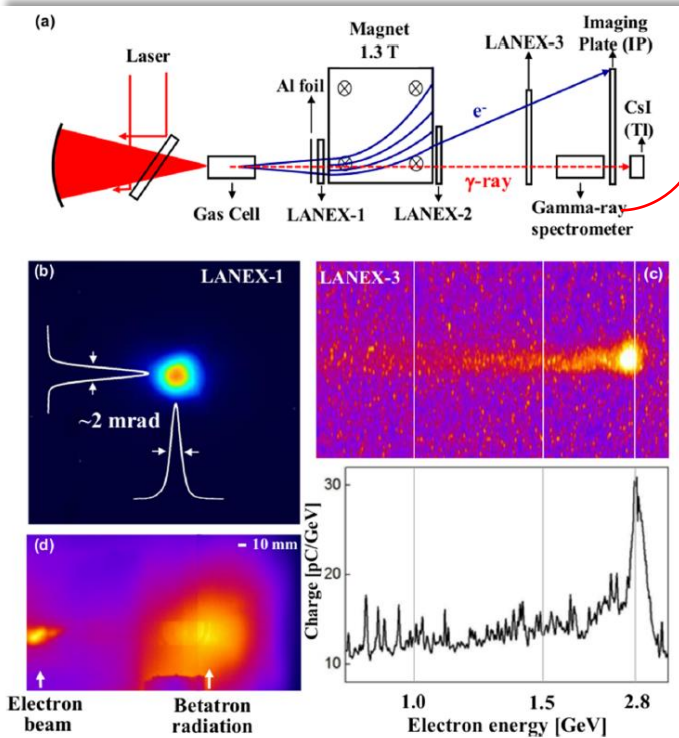 (a)
Laser
Al foil
Magnet
1.3 T
LANEX-3
Imaging
Plate (IP)
CsI
(Tl)
e-
γ-ray
Gas Cell
LANEX-1
LANEX-2
Gamma-ray
spectrometer
(b)
LANEX-1
~2 mrad
LANEX-3
(c)
(d)
10 mm
Electron
beam
Betatron
radiation
Charge [pC/GeV]
30
20
10
1.0
1.5
2.8
Electron energy [GeV]